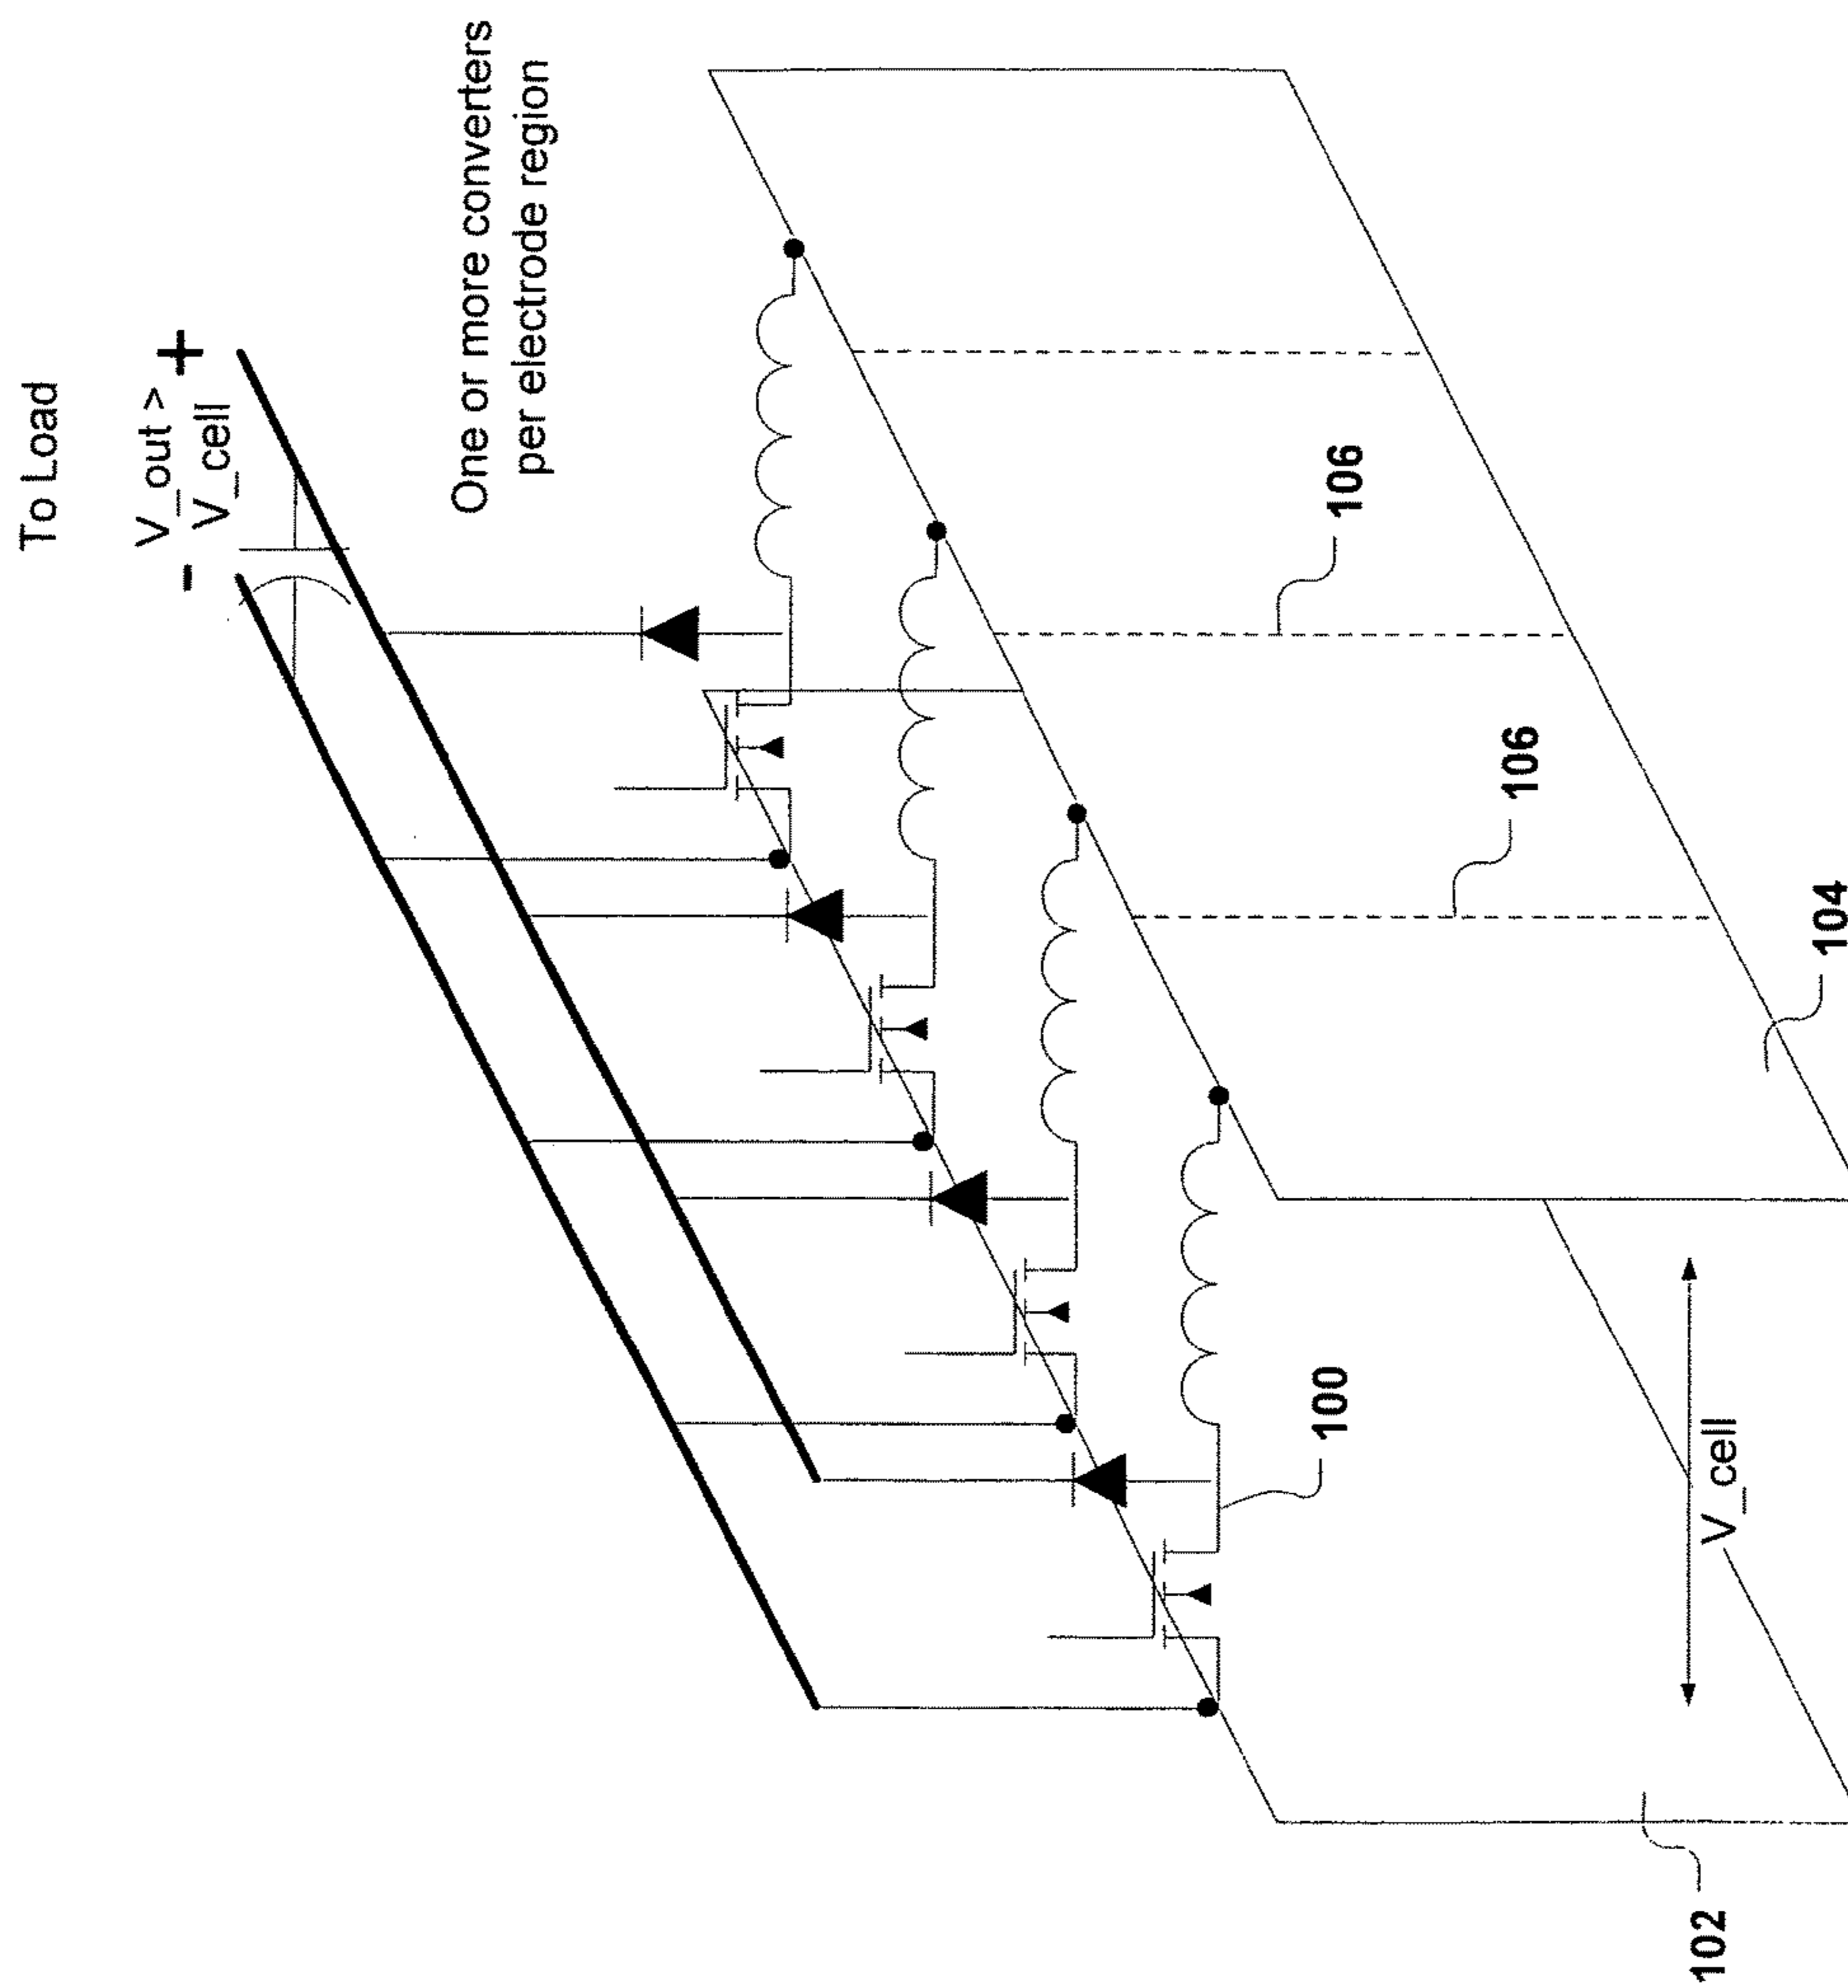 To Load
V_out >
V_cell
- +
One or more converters
per electrode region
106
106
104
100
V_cell
102